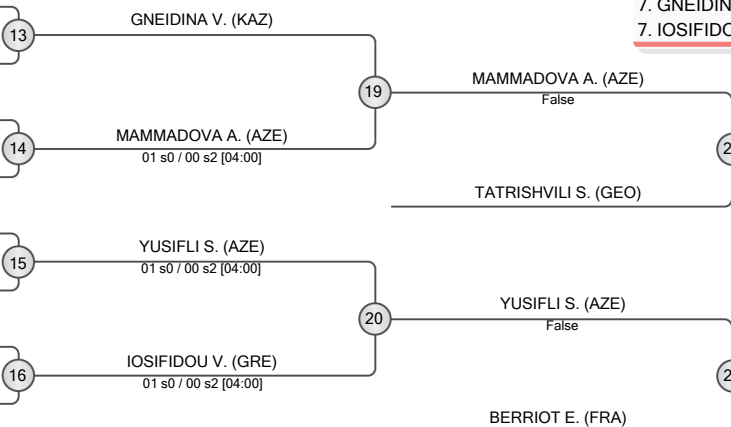 7. GNEIDIN
7. IOSIFIDO
13
GNEIDINA V. (KAZ)
19
MAMMADOVA A. (AZE)
False
14
MAMMADOVA A. (AZE)
01 s0 / 00 s2 [04:00]
2
TATRISHVILI S. (GEO)
15
YUSIFLI S. (AZE)
01 s0 / 00 s2 [04:00]
20
YUSIFLI S. (AZE)
False
16
IOSIFIDOU V. (GRE)
01 s0 / 00 s2 [04:00]
2
BERRIOT E. (FRA)